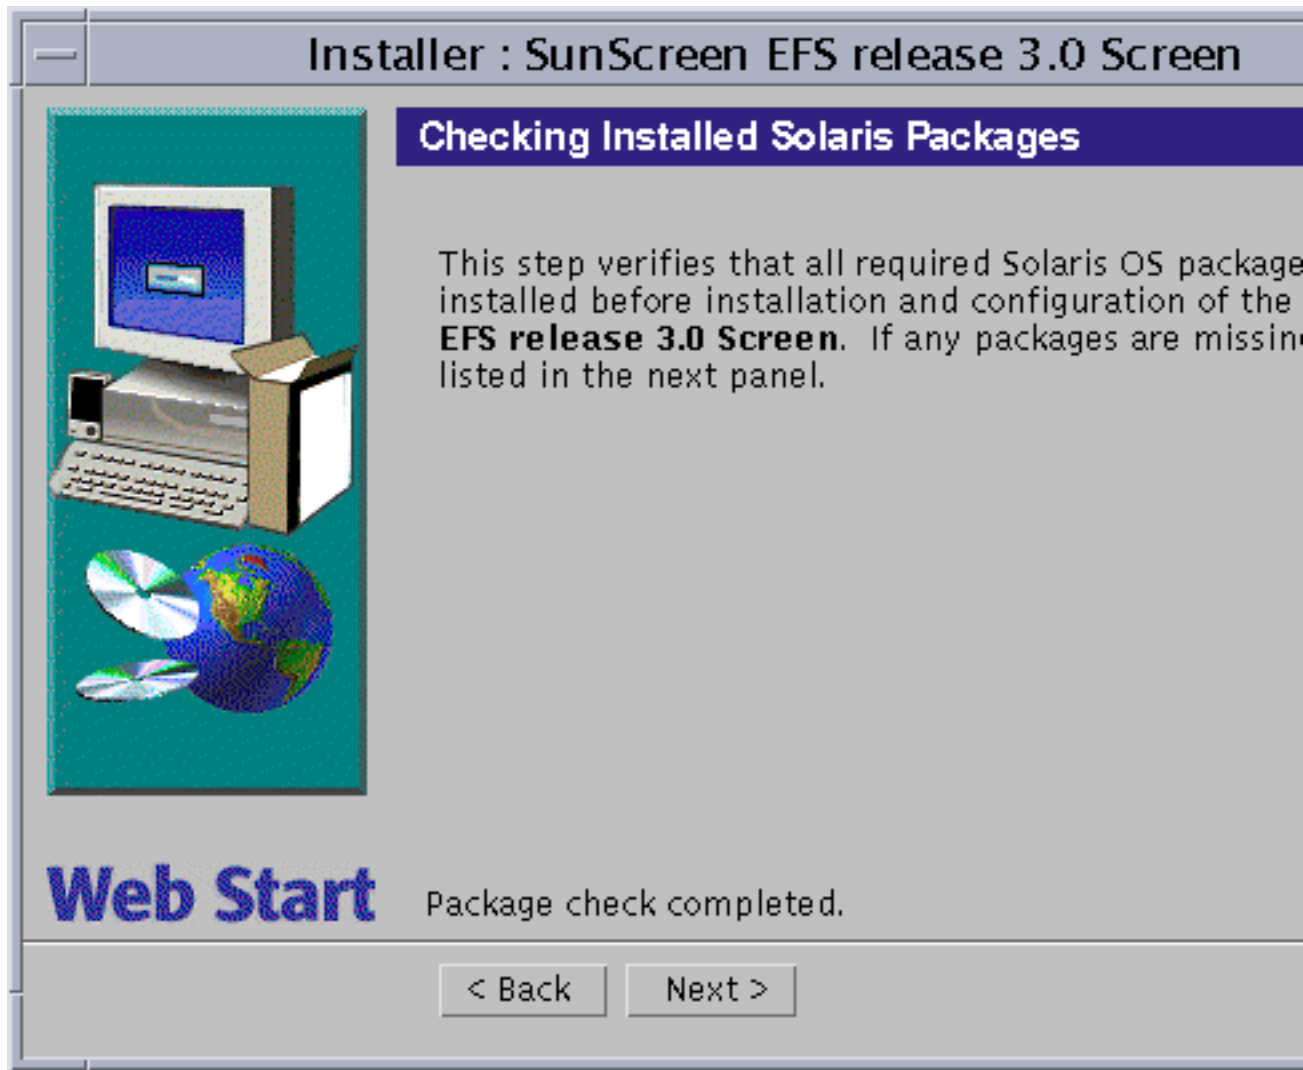 Installer : SunScreen EFS release 3.0 Screen
Checking Installed Solaris Packages
This step verifies that all required Solaris OS package
installed before installation and configuration of the
EFS release 3.0 Screen.  If any packages are missin
listed in the next panel.
Web Start
Package check completed.
< Back
Next >